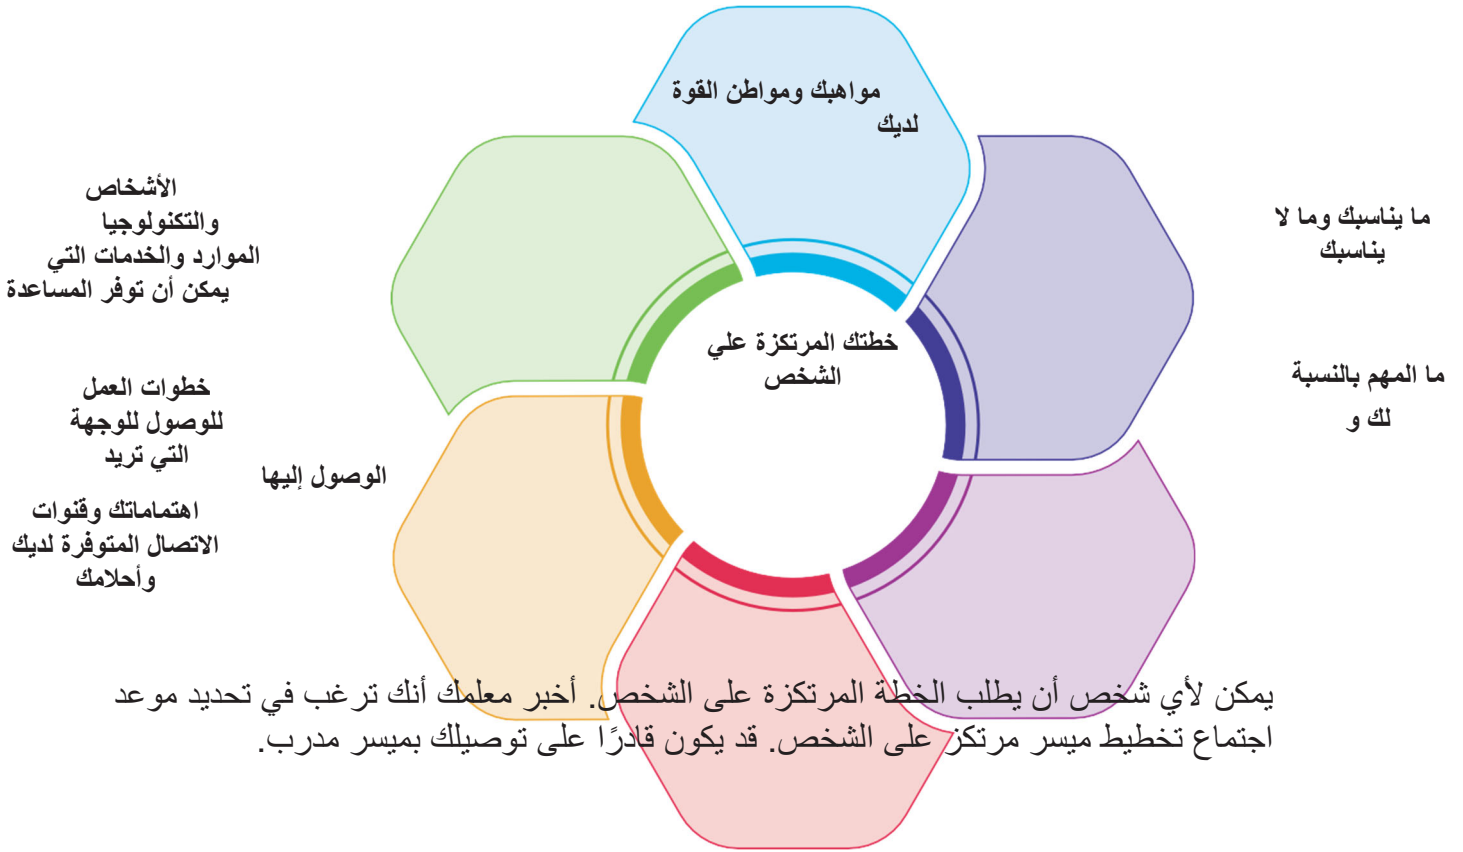 مواهبك ومواطن القوة
لديك
ما يناسبك وما لا
يناسبك
ما المهم بالنسبة
لك و
خطتك المرتكزة علي
الشخص
الأشخاص
والتكنولوجيا
الموارد والخدمات التي
يمكن أن توفر المساعدة
خطوات العمل
للوصول للوجهة
التي تريد
الوصول إليها
اهتماماتك وقنوات
الاتصال المتوفرة لديك
وأحلامك
يمكن لأي شخص أن يطلب الخطة المرتكزة على الشخص. أخبر معلمك أنك ترغب في تحديد موعد
اجتماع تخطيط ميسر مرتكز على الشخص. قد يكون قادرًا على توصيلك بميسر مدرب.